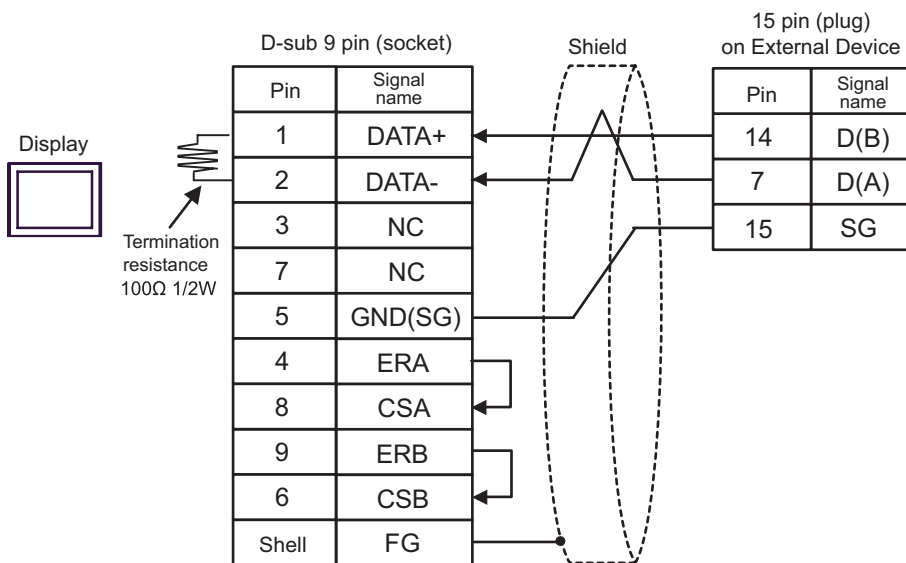 15 pin (plug)
on External Device
D-sub 9 pin (socket)
Shield
Pin Signal name
1 DATA+
2 DATA-
3 NC
7 NC
5 GND(SG)
4 ERA
8 CSA
9 ERB
6 CSB
Shell FG
Pin Signal name
14 D(B)
7 D(A)
15 SG
Display
Termination
resistance
100Ω 1/2W